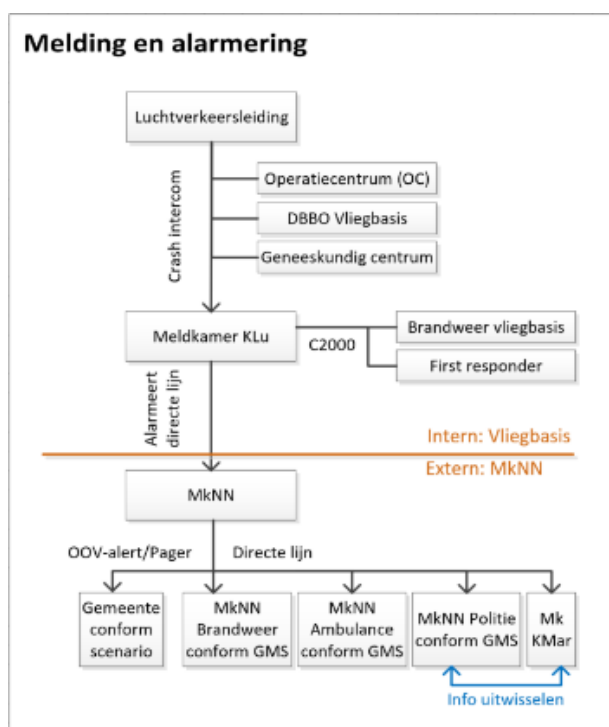 Melding en alarmering
Luchtverkeersleiding
Crash intercom
Operatiecentrum (OC)
DBBO Vliegbasis
Geneeskundig centrum
Meldkamer KLu
C2000
Brandweer vliegbasis
First responder
Alarmeert
directe lijn
Intern: Vliegbasis
Extern: MkNN
MkNN
OOV-alert/Pager
Directe lijn
Gemeente
conform
scenario
MkNN
Brandweer
conform GMS
MkNN
Ambulance
conform GMS
MkNN Politie
conform GMS
Mk
KMar
Info uitwisselen